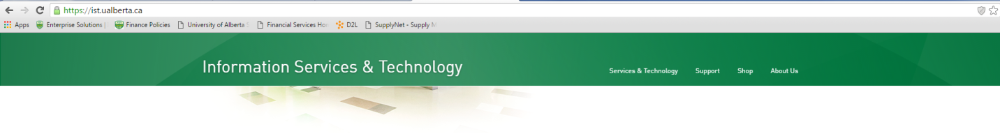 https://ist.ualberta.ca
Apps Enterprise Solutions | Finance Policies University of Alberta Financial Services Hor D2L SupplyNet - Supply M
Information Services & Technology
Services & Technology Support Shop About Us